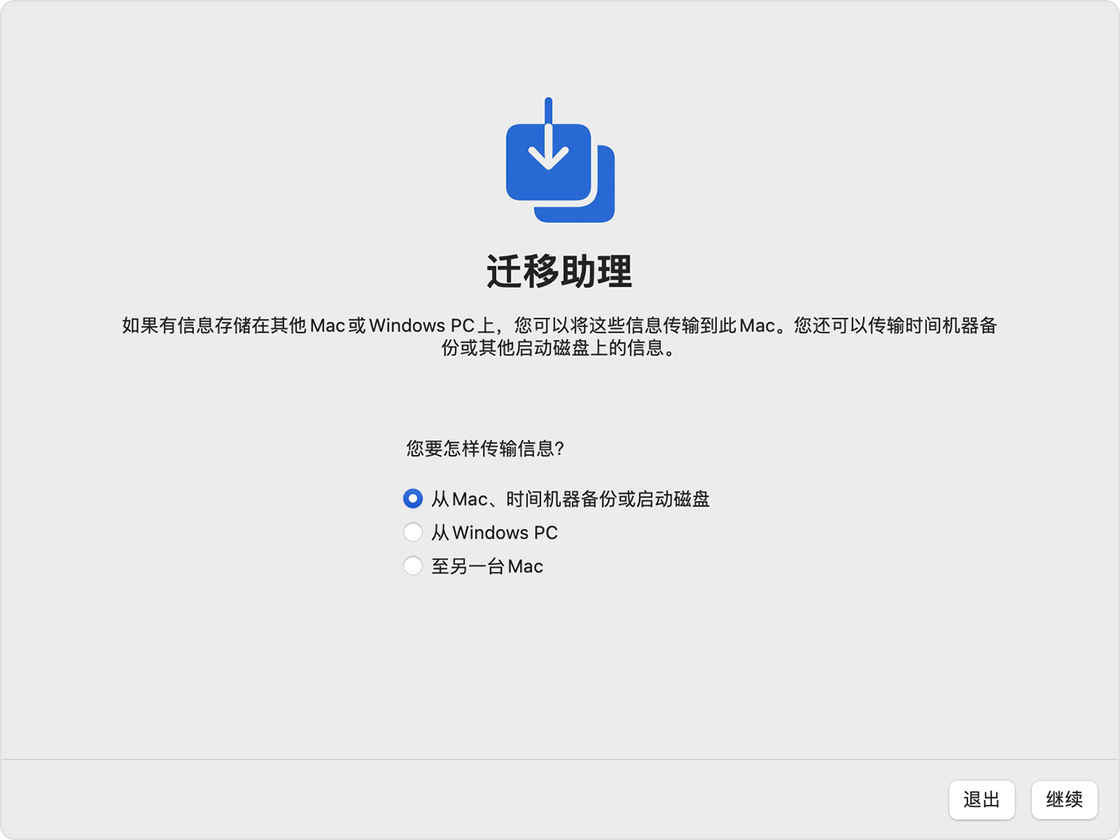 迁移助理
如果有信息存储在其他 Mac 或 Windows PC 上，您可以将这些信息传输到此 Mac。您还可以传输时间机器备
份或其他启动磁盘上的信息。
您要怎样传输信息？
从 Mac、时间机器备份或启动磁盘
从 Windows PC
至另一台 Mac
退出
继续